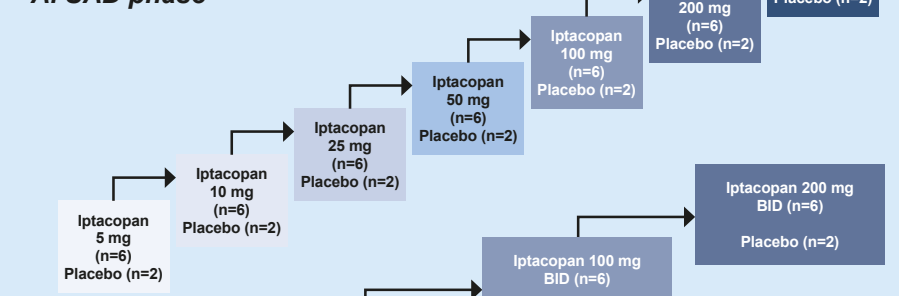 A: SAD phase
Placebo (n=2)
200 mg
(n=6)
Placebo (n=2)
Iptacopan
100 mg
(n=6)
Placebo (n=2)
Iptacopan
50 mg
(n=6)
Placebo (n=2)
Iptacopan
25 mg
(n=6)
Placebo (n=2)
Iptacopan
10 mg
(n=6)
Placebo (n=2)
Iptacopan
5 mg
(n=6)
Placebo (n=2)
Iptacopan 200 mg
BID (n=6)
Placebo (n=2)
Iptacopan 100 mg
BID (n=6)